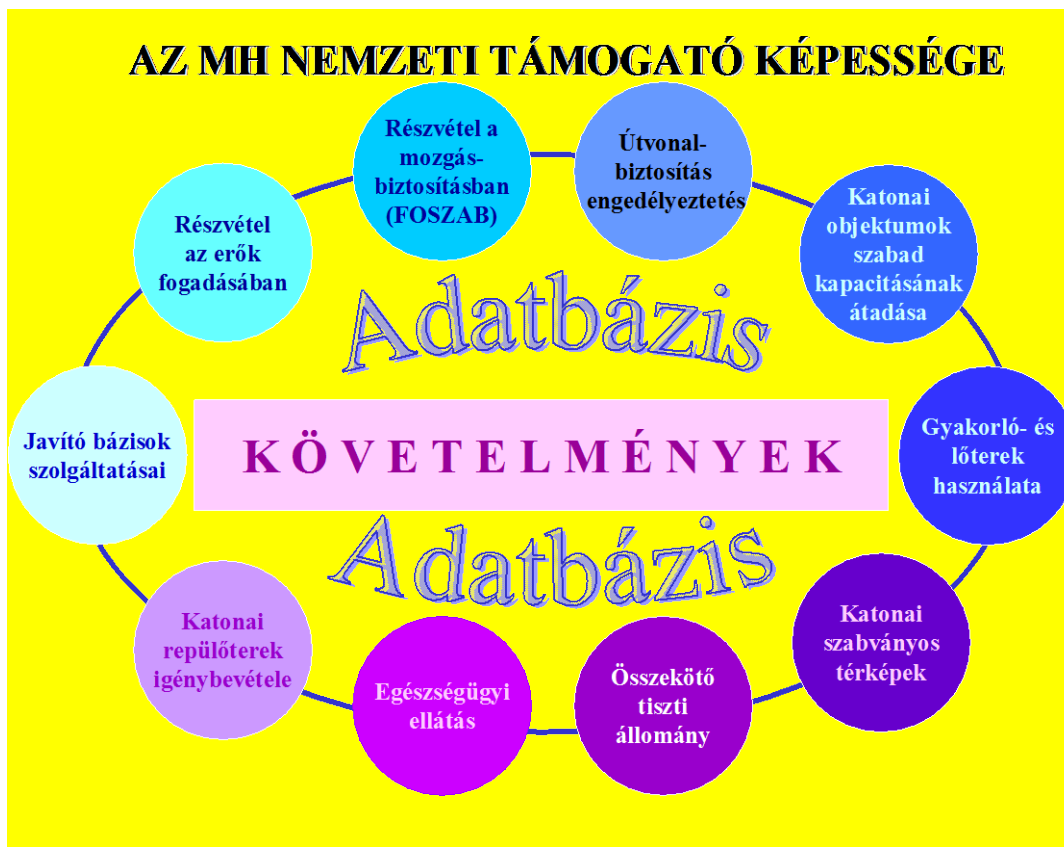 AZ MH NEMZETI TÁMOGATÓ KÉPESSÉGE
Részvétel a
mozgás-
biztosításban
(FOSZAB)
Útvonal-
biztosítás
engedélyeztetés
Részvétel
az erők
fogadásában
Katonai
objektumok
szabad
kapacitásának
átadása
Adatbázis
Javító bázisok
szolgáltatásai
KÖVETELMÉNYEK
Gyakorló- és
lőterek
használata
Adatbázis
Katonai
repülőterek
igénybevétele
Katonai
szabványos
térképek
Egészségügyi
ellátás
Összekötő
tiszti
állomány